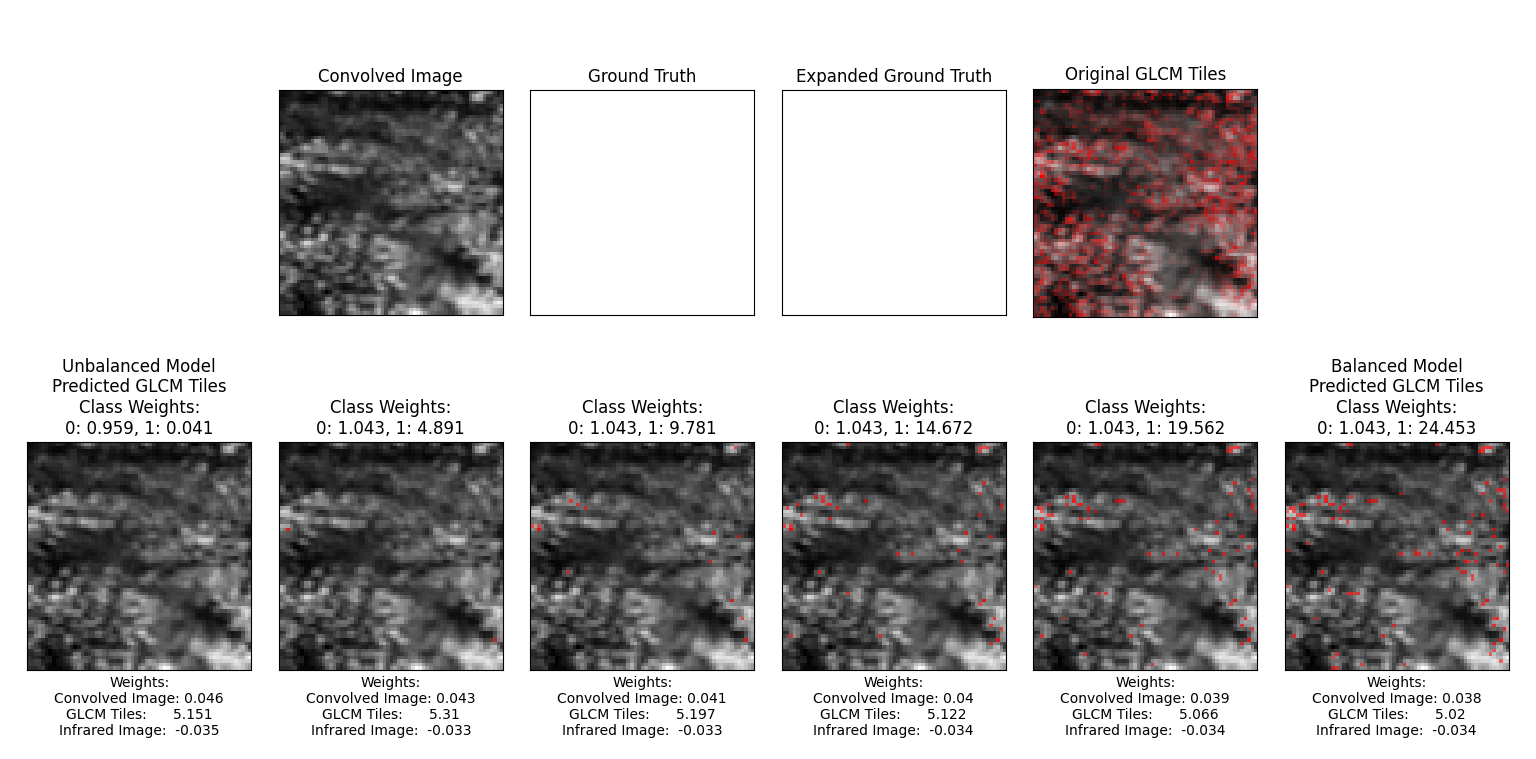 Convolved Image
Ground Truth
Expanded Ground Truth
Original GLCM Tiles
Unbalanced Model
Predicted GLCM Tiles
Class Weights:
0: 0.959, 1: 0.041
Class Weights:
0: 1.043, 1: 4.891
Class Weights:
0: 1.043, 1: 9.781
Class Weights:
0: 1.043, 1: 14.672
Class Weights:
0: 1.043, 1: 19.562
Balanced Model
Predicted GLCM Tiles
Class Weights:
0: 1.043, 1: 24.453
Weights:
Convolved Image: 0.046
GLCM Tiles: 5.151
Infrared Image: -0.035
Weights:
Convolved Image: 0.043
GLCM Tiles: 5.31
Infrared Image: -0.033
Weights:
Convolved Image: 0.041
GLCM Tiles: 5.197
Infrared Image: -0.033
Weights:
Convolved Image: 0.04
GLCM Tiles: 5.122
Infrared Image: -0.034
Weights:
Convolved Image: 0.039
GLCM Tiles: 5.066
Infrared Image: -0.034
Weights:
Convolved Image: 0.038
GLCM Tiles: 5.02
Infrared Image: -0.034